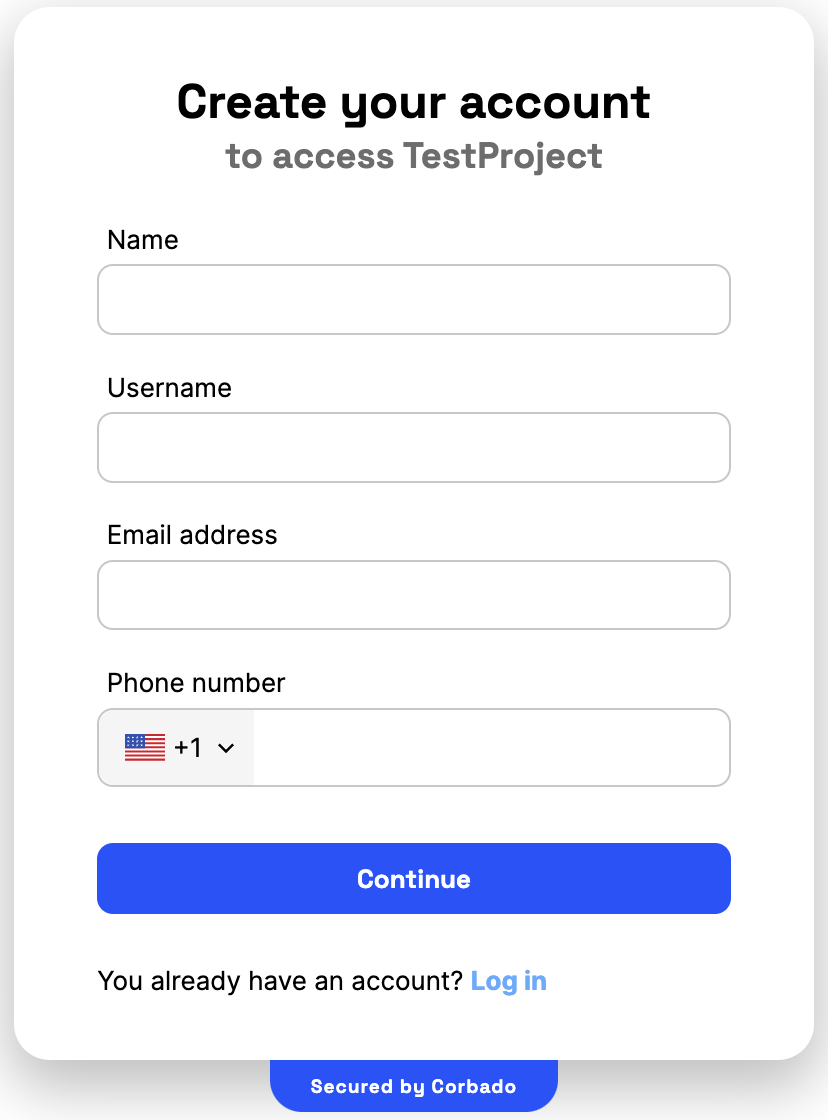 Create your account
to access TestProject
Name
Username
Email address
Phone number
+1
Continue
You already have an account? Log in
Secured by Corbado